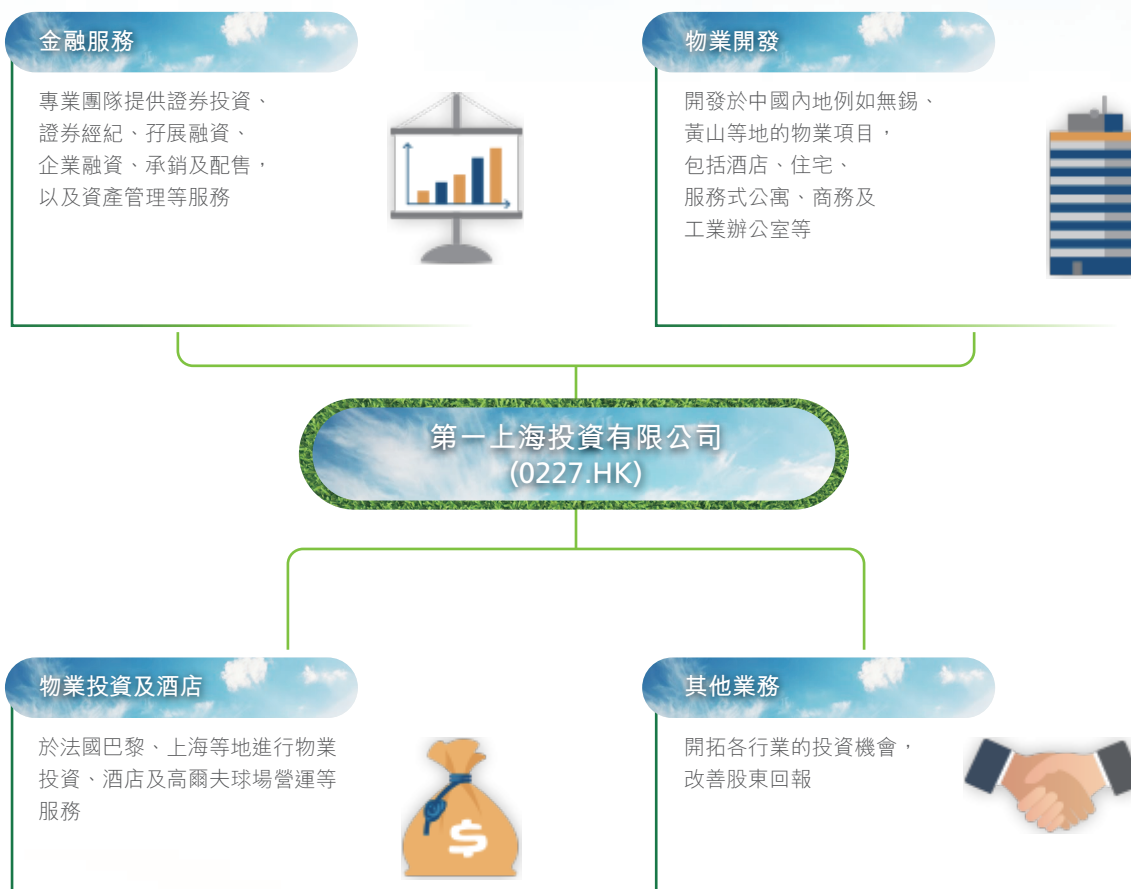 金融服務
專業團隊提供證券投資、
證券經紀、孖展融資、
企業融資、承銷及配售，
以及資產管理等服務
物業開發
開發於中國內地例如無錫、
黃山等地的物業項目，
包括酒店、住宅、
服務式公寓、商務及
工業辦公室等
第一上海投資有限公司
(0227.HK)
物業投資及酒店
於法國巴黎、上海等地進行物業
投資、酒店及高爾夫球場營運等
服務
$
其他業務
開拓各行業的投資機會，
改善股東回報